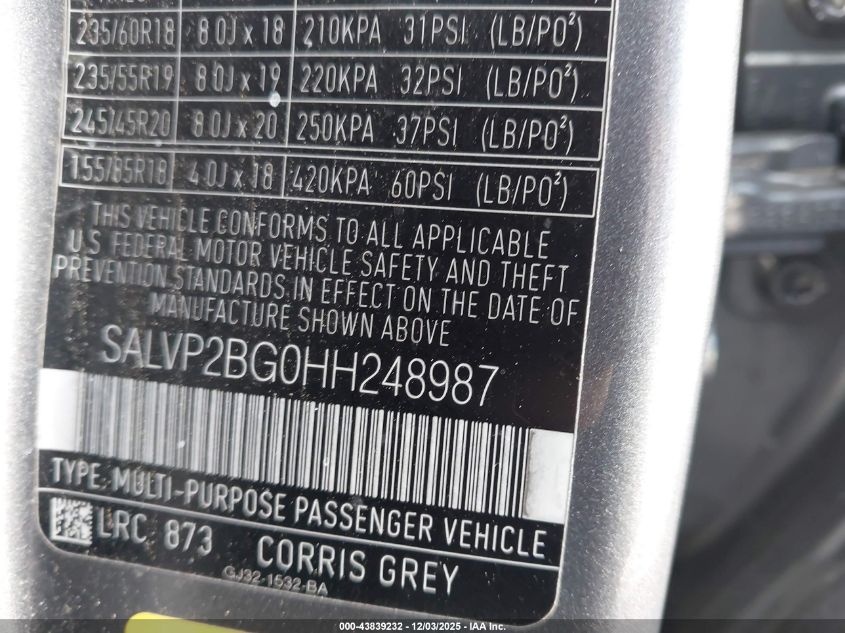 235/60R18 8.0J x 18 210KPA 31PSI (LB/PO²)
235/55R19 8.0J x 19 220KPA 32PSI (LB/PO²)
245/45R20 8.0J x 20 250KPA 37PSI (LB/PO²)
155/85R18 4.0J x 18 420KPA 60PSI (LB/PO²)
THIS VEHICLE CONFORMS TO ALL APPLICABLE
U.S. FEDERAL MOTOR VEHICLE SAFETY AND THEFT
PREVENTION STANDARDS IN EFFECT ON THE DATE OF
MANUFACTURE SHOWN ABOVE
SALVP2BG0HH248987
TYPE: MULTI-PURPOSE PASSENGER VEHICLE
LRC 873 CORRIS GREY
GJ32-1532-BA
000-43839232 - 12/03/2025 - IAA Inc.